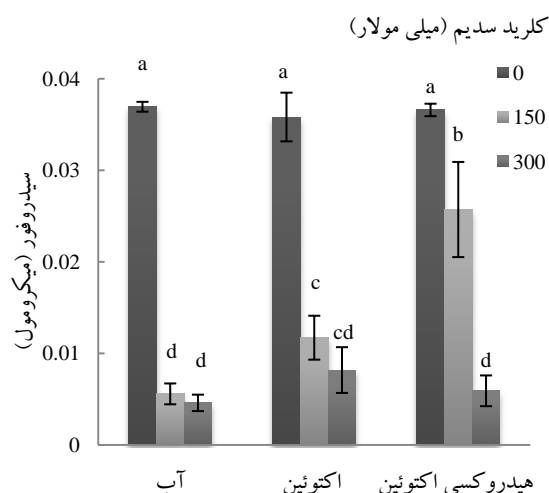 کلرید سدیم (میلی مولار)
0
150
300
سیدروفور (میکرومول)
0.04
0.03
0.02
0.01
0
a
d
d
a
c
cd
a
b
d
آب
اکتوئین
هیدروکسی اکتوئین